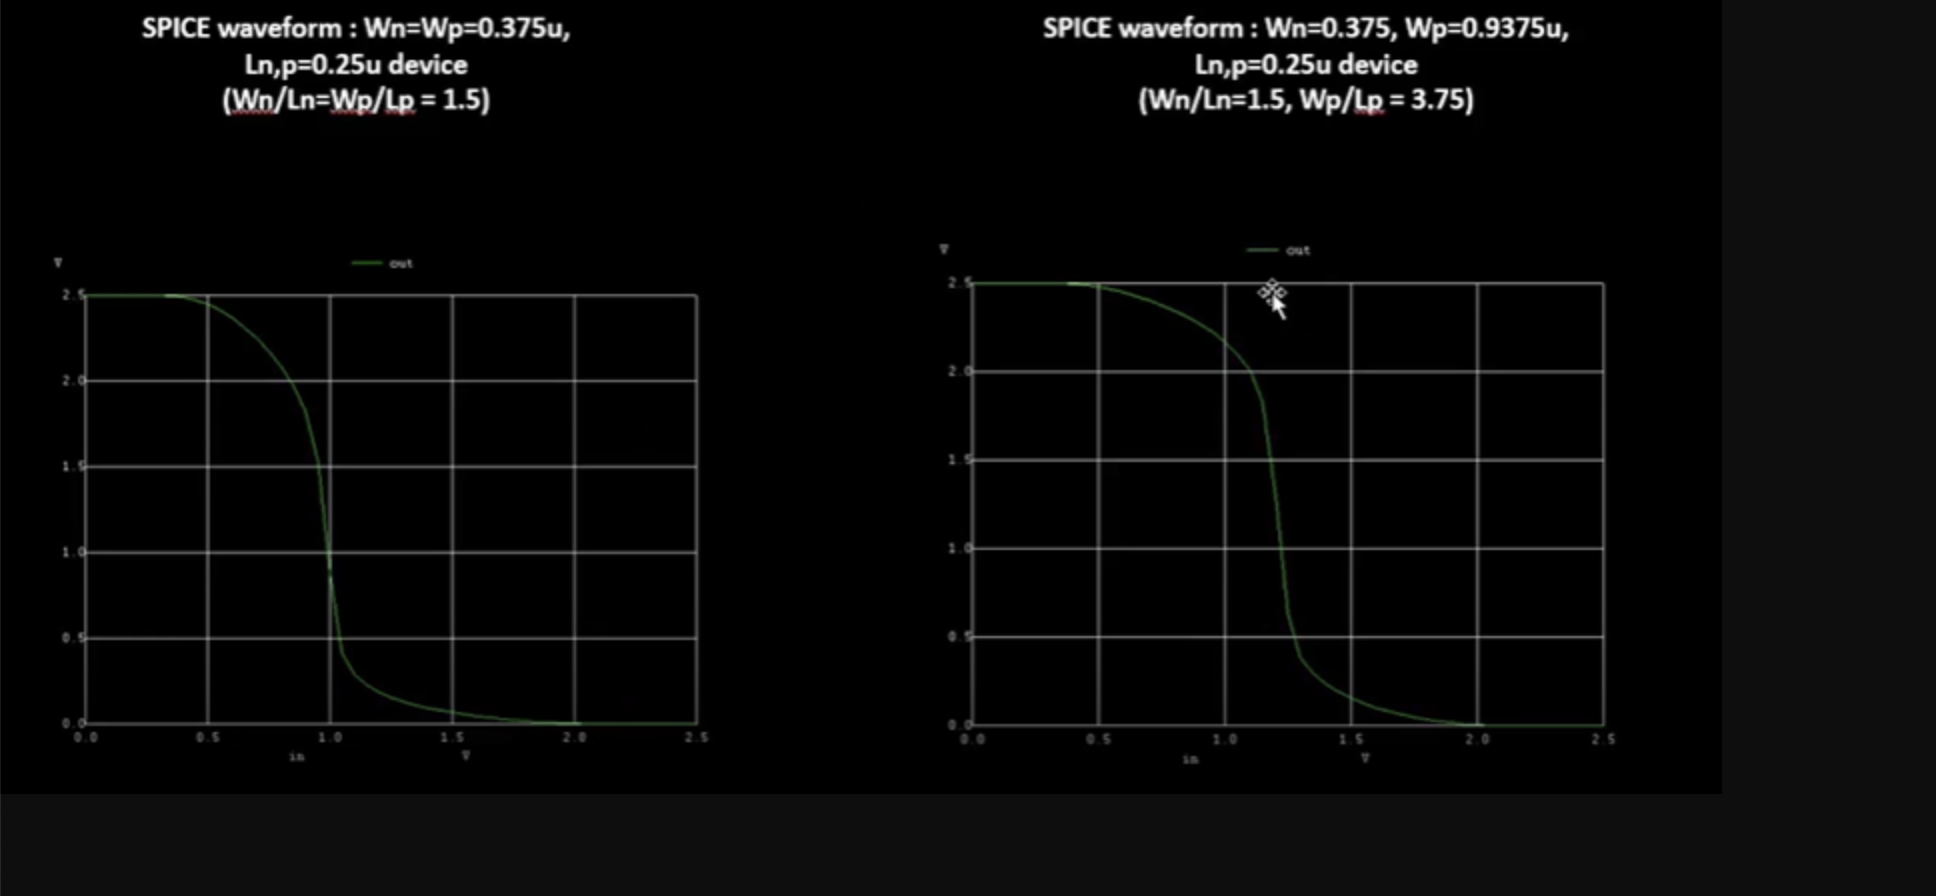 SPICE waveform : Wn=Wp=0.375u,
Ln,p=0.25u device
(Wn/Ln=Wp/Lp = 1.5)
V
out
2.5
2.0
1.5
1.0
0.5
0.0
0.0 0.5 1.0 1.5 2.0 2.5
in V
SPICE waveform : Wn=0.375, Wp=0.9375u,
Ln,p=0.25u device
(Wn/Ln=1.5, Wp/Lp = 3.75)
V
out
2.5
2.0
1.5
1.0
0.5
0.0
0.0 0.5 1.0 1.5 2.0 2.5
in V